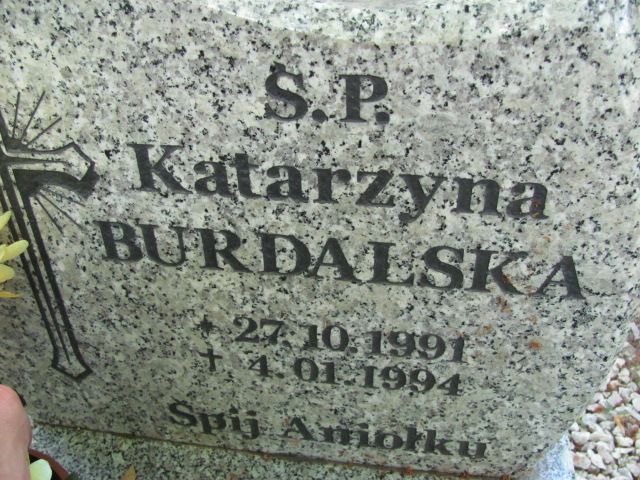 Ś.P.
Katarzyna
BURDALSKA
* 27.10.1991
+ 4.01.1994
Śpij Aniołku